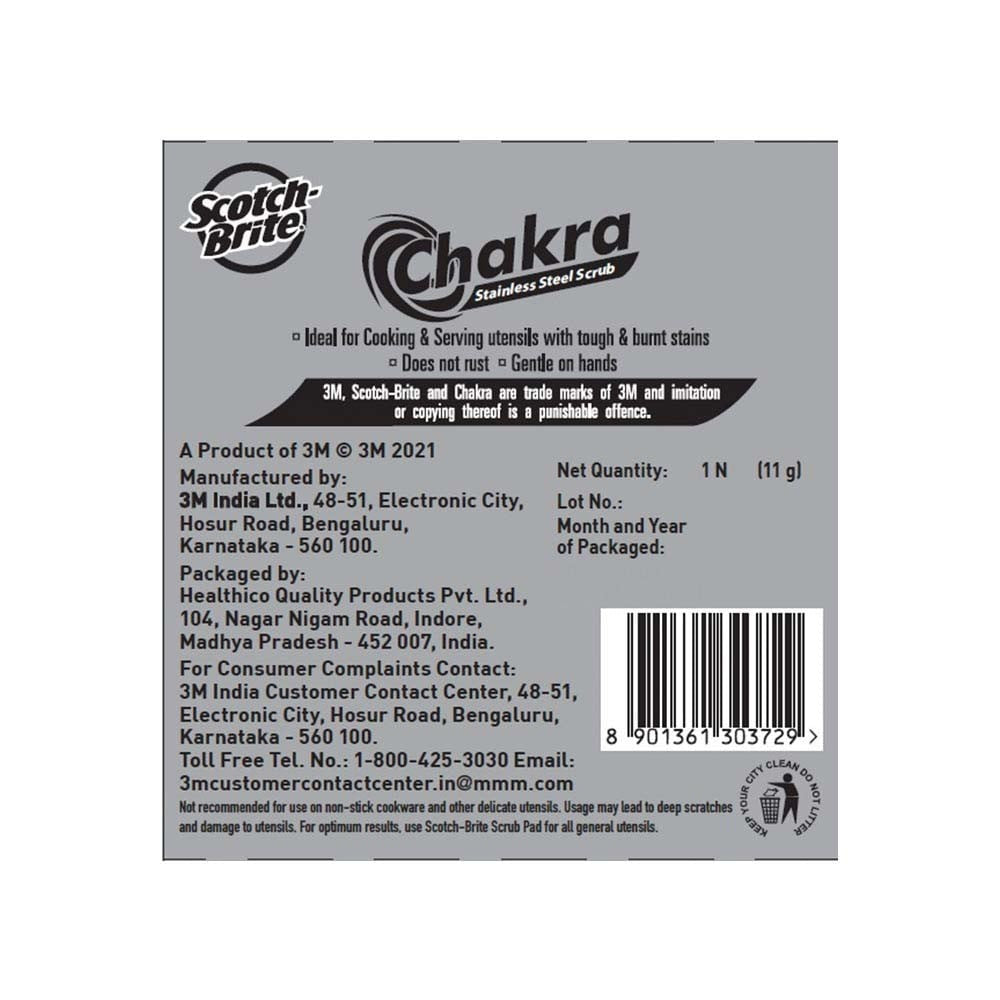 Scotch-
Brite
Chakra
Stainless Steel Scrub
▫ Ideal for Cooking & Serving utensils with tough & burnt stains
▫ Does not rust ▫ Gentle on hands
3M, Scotch-Brite and Chakra are trade marks of 3M and imitation
or copying thereof is a punishable offence.
A Product of 3M © 3M 2021
Manufactured by:
3M India Ltd., 48-51, Electronic City,
Hosur Road, Bengaluru,
Karnataka - 560 100.
Packaged by:
Healthico Quality Products Pvt. Ltd.,
104, Nagar Nigam Road, Indore,
Madhya Pradesh - 452 007, India.
For Consumer Complaints Contact:
3M India Customer Contact Center, 48-51,
Electronic City, Hosur Road, Bengaluru,
Karnataka - 560 100.
Toll Free Tel. No.: 1-800-425-3030 Email:
3mcustomercontactcenter.in@mmm.com
Not recommended for use on non-stick cookware and other delicate utensils. Usage may lead to deep scratches
and damage to utensils. For optimum results, use Scotch-Brite Scrub Pad for all general utensils.
Net Quantity: 1 N (11 g)
Lot No.:
Month and Year
of Packaged:
8 901361 303729 >
KEEP YOUR CITY CLEAN DO NOT LITTER